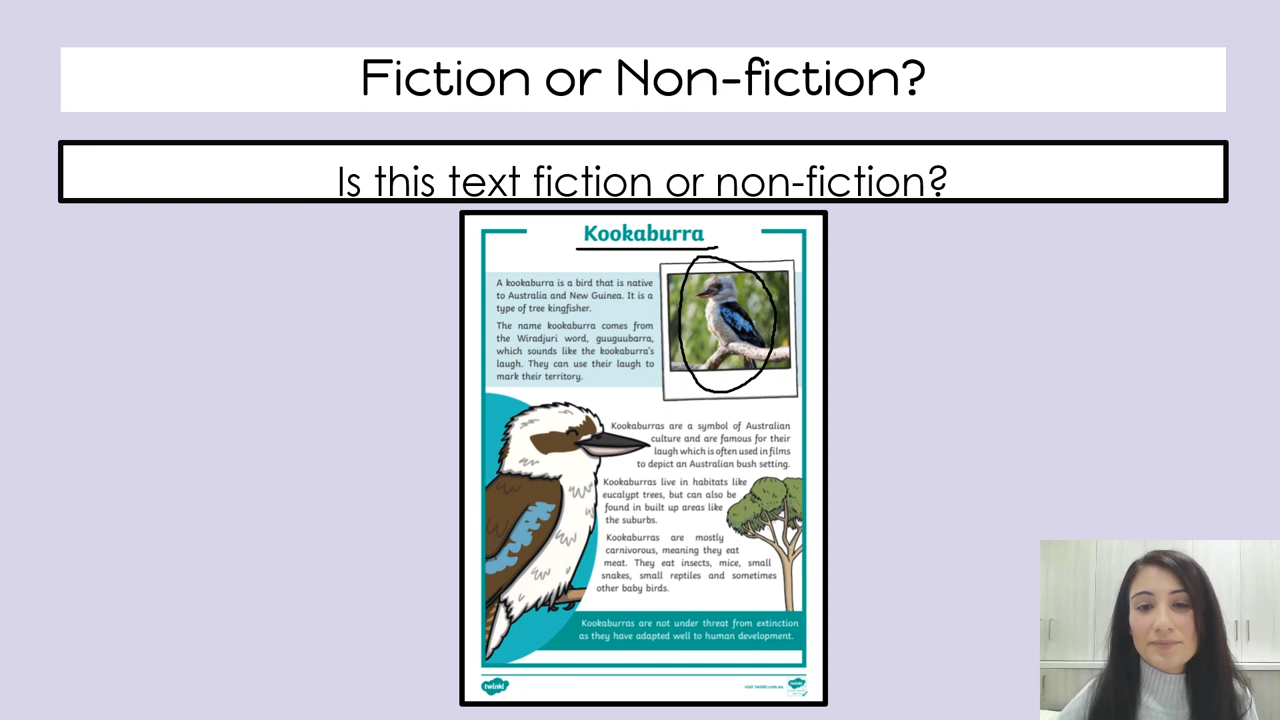 Fiction or Non-fiction?
Is this text fiction or non-fiction?
Kookaburra
A kookaburra is a bird that is native
to Australia and New Guinea. It is a
type of tree kingfisher.
The name kookaburra comes from
the Wiradjuri word, guuguubarra,
which sounds like the kookaburra's
laugh. They can use their laugh to
mark their territory.
Kookaburras are a symbol of Australian
culture and are famous for their
laugh which is often used in films
to depict an Australian bush setting.
Kookaburras live in habitats like
eucalypt trees, but can also be
found in built up areas like
the suburbs.
Kookaburras are mostly
carnivorous, meaning they eat
meat. They eat insects, mice, small
snakes, small reptiles and sometimes
other baby birds.
Kookaburras are not under threat from extinction
as they have adapted well to human development.
twinkl
visit twinkl.com.au
twinkl